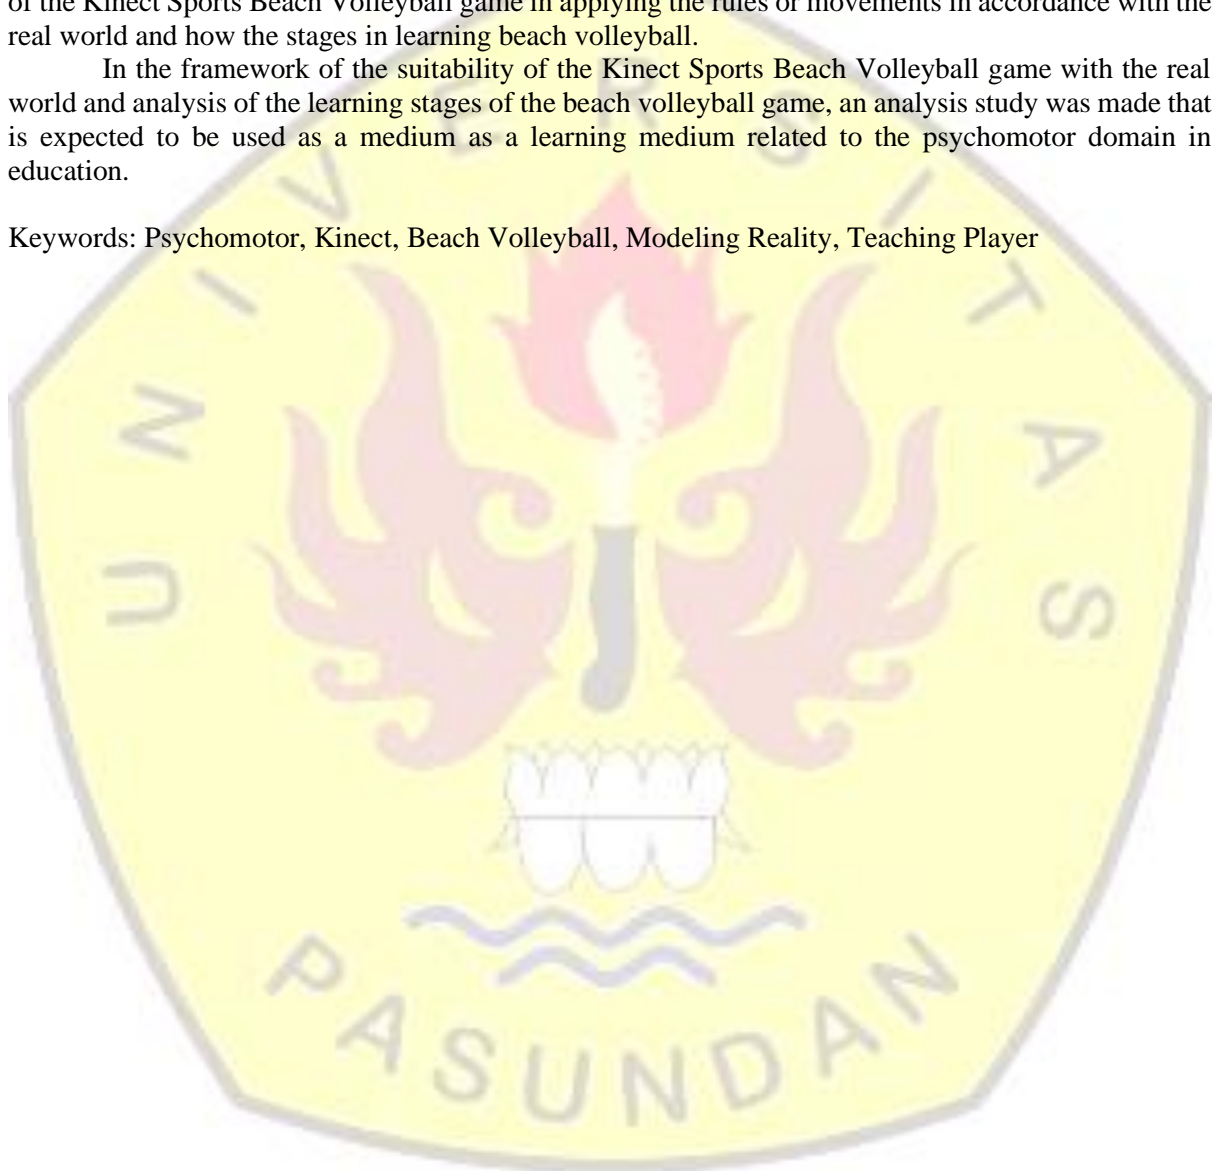 of the Kinect Sports Beach Volleyball game in applying the rules or movements in accordance with the
real world and how the stages in learning beach volleyball.
In the framework of the suitability of the Kinect Sports Beach Volleyball game with the real
world and analysis of the learning stages of the beach volleyball game, an analysis study was made that
is expected to be used as a medium as a learning medium related to the psychomotor domain in
education.
Keywords: Psychomotor, Kinect, Beach Volleyball, Modeling Reality, Teaching Player
UNIVERSITAS
PASUNDAN